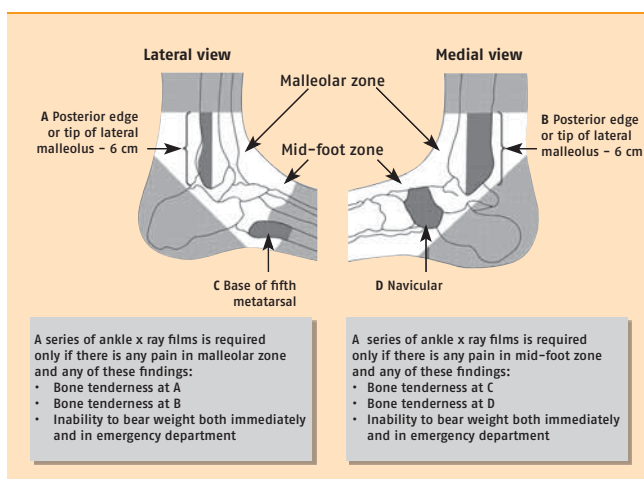 Lateral view
Medial view
Malleolar zone
A Posterior edge
or tip of lateral
malleolus – 6 cm
B Posterior edge
or tip of lateral
malleolus – 6 cm
Mid-foot zone
C Base of fifth
metatarsal
D Navicular
A series of ankle x ray films is required
only if there is any pain in malleolar zone
and any of these findings:
• Bone tenderness at A
• Bone tenderness at B
• Inability to bear weight both immediately
and in emergency department
A series of ankle x ray films is required
only if there is any pain in mid-foot zone
and any of these findings:
• Bone tenderness at C
• Bone tenderness at D
• Inability to bear weight both immediately
and in emergency department